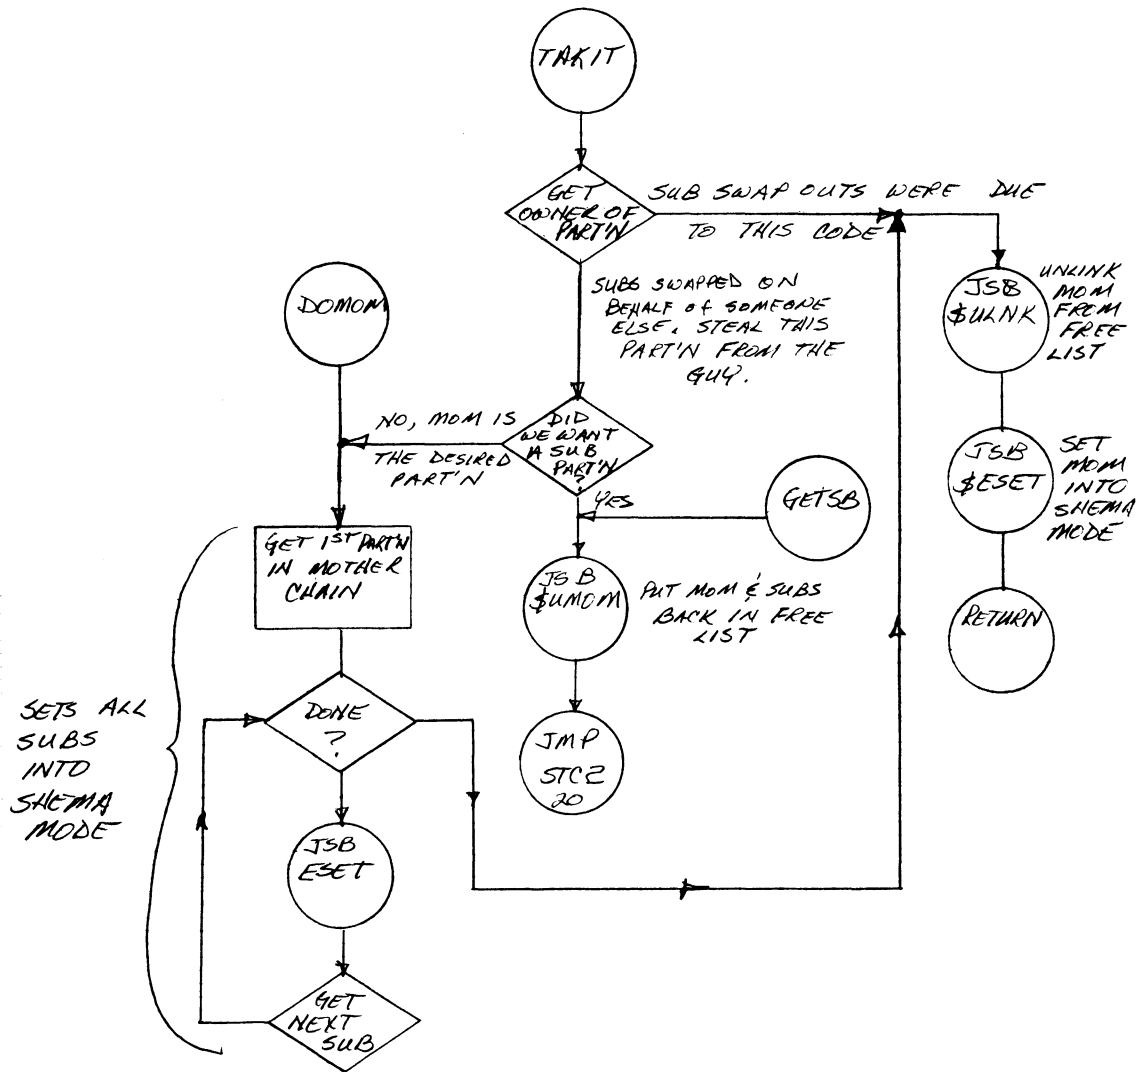 TAKIT
GET
OWNER OF
PART'N
SUB SWAP OUTS WERE DUE
TO THIS CODE
SUBS SWAPPED ON
BEHALF OF SOMEONE
ELSE. STEAL THIS
PART'N FROM THE
GUY.
JSB
$ULNK
UNLINK
MOM
FROM
FREE
LIST
DOMOM
NO, MOM IS
THE DESIRED
PART'N
DID
WE WANT
A SUB
PART'N
?
YES
GETSB
JSB
$ESET
SET
MOM
INTO
SHEMA
MODE
GET 1ST PART'N
IN MOTHER
CHAIN
JSB
$UMOM
PUT MOM & SUBS
BACK IN FREE
LIST
RETURN
SETS ALL
SUBS
INTO
SHEMA
MODE
DONE
?
JMP
STCZ
20
JSB
ESET
GET
NEXT
SUB